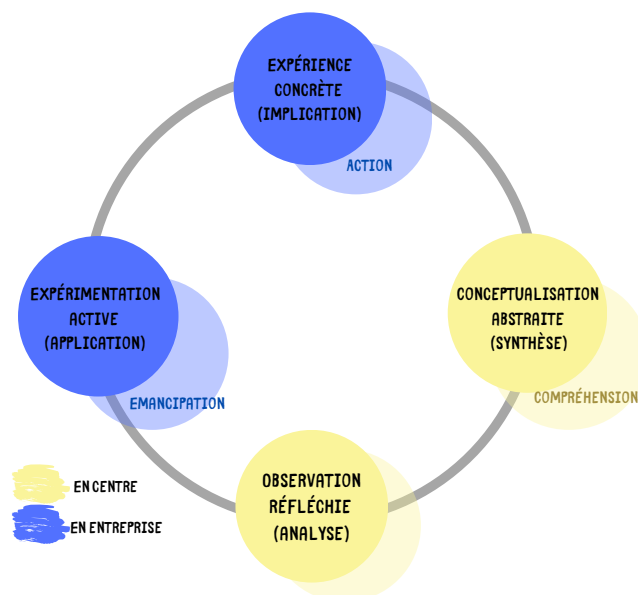 EXPÉRIENCE
CONCRÈTE
(IMPLICATION)
ACTION
CONCEPTUALISATION
ABSTRAITE
(SYNTHÈSE)
COMPRÉHENSION
OBSERVATION
RÉFLÉCHIE
(ANALYSE)
EXPÉRIMENTATION
ACTIVE
(APPLICATION)
EMANCIPATION
EN CENTRE
EN ENTREPRISE